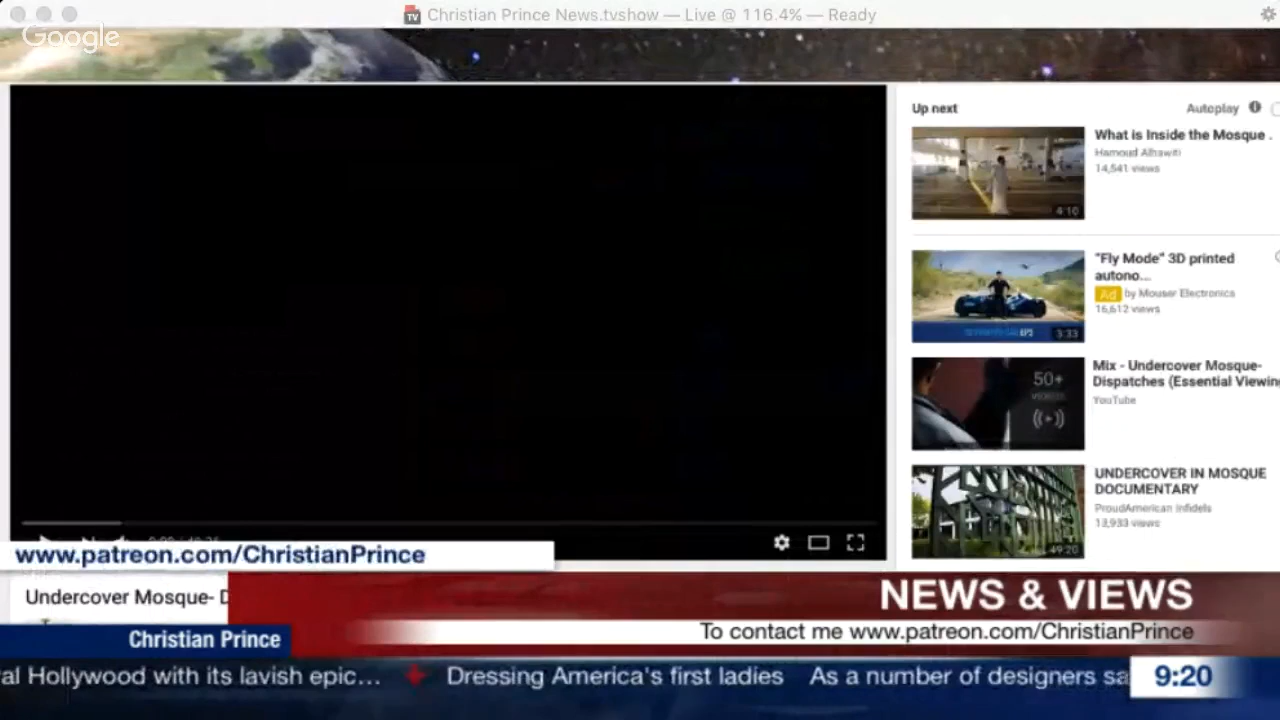 Christian Prince News.tvshow — Live @ 116.4% — Ready
Google
Up next
Autoplay
What is Inside the Mosque .
Hamoud Alhawiti
14,541 views
4:10
"Fly Mode" 3D printed
autono...
Ad by Mouser Electronics
16,612 views
3:33
Mix - Undercover Mosque-
Dispatches (Essential Viewing
YouTube
50+
VIDEOS
UNDERCOVER IN MOSQUE
DOCUMENTARY
ProudAmerican Infidels
13,933 views
49:20
www.patreon.com/ChristianPrince
Undercover Mosque- D
NEWS & VIEWS
To contact me www.patreon.com/ChristianPrince
Christian Prince
al Hollywood with its lavish epic... Dressing America's first ladies As a number of designers sa
9:20